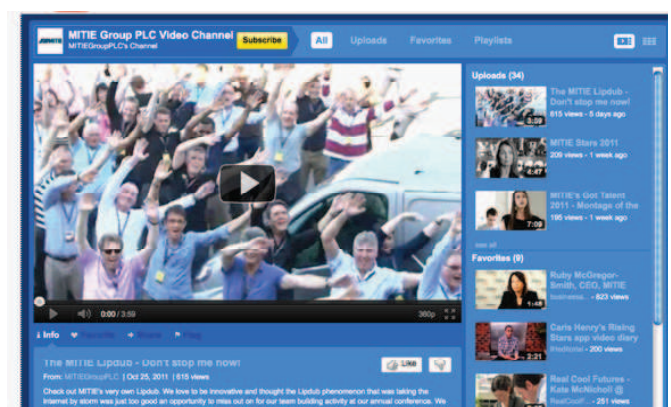 MITIE Group PLC Video Channel
MITIEGroupPLC's Channel
Subscribe
All
Uploads
Favorites
Playlists
Uploads (34)
The MITIE Lipdub -
Don't stop me now!
615 views - 5 days ago
3:59
MITIE Stars 2011
209 views - 1 week ago
4:47
MITIE's Got Talent
2011 - Montage of the
195 views - 1 week ago
7:09
see all
Favorites (9)
Ruby McGregor-
Smith, CEO, MITIE
business... - 823 views
1:48
Caris Henry's Rising
Stars app video diary
- 200 views
2:21
Real Cool Futures -
Kate McNicholl @
RealCoolF... - 251 views
0:00 / 3:59
360p
Info
Favorite
Share
Flag
The MITIE Lipdub - Don't stop me now!
Like
From: MITIEGroupPLC | Oct 25, 2011 | 615 views
Check out MITIE's very own Lipdub. We love to be innovative and thought the Lipdub phenomenon that was taking the
internet by storm was just too good an opportunity to miss out on for our team building activity at our annual conference. We